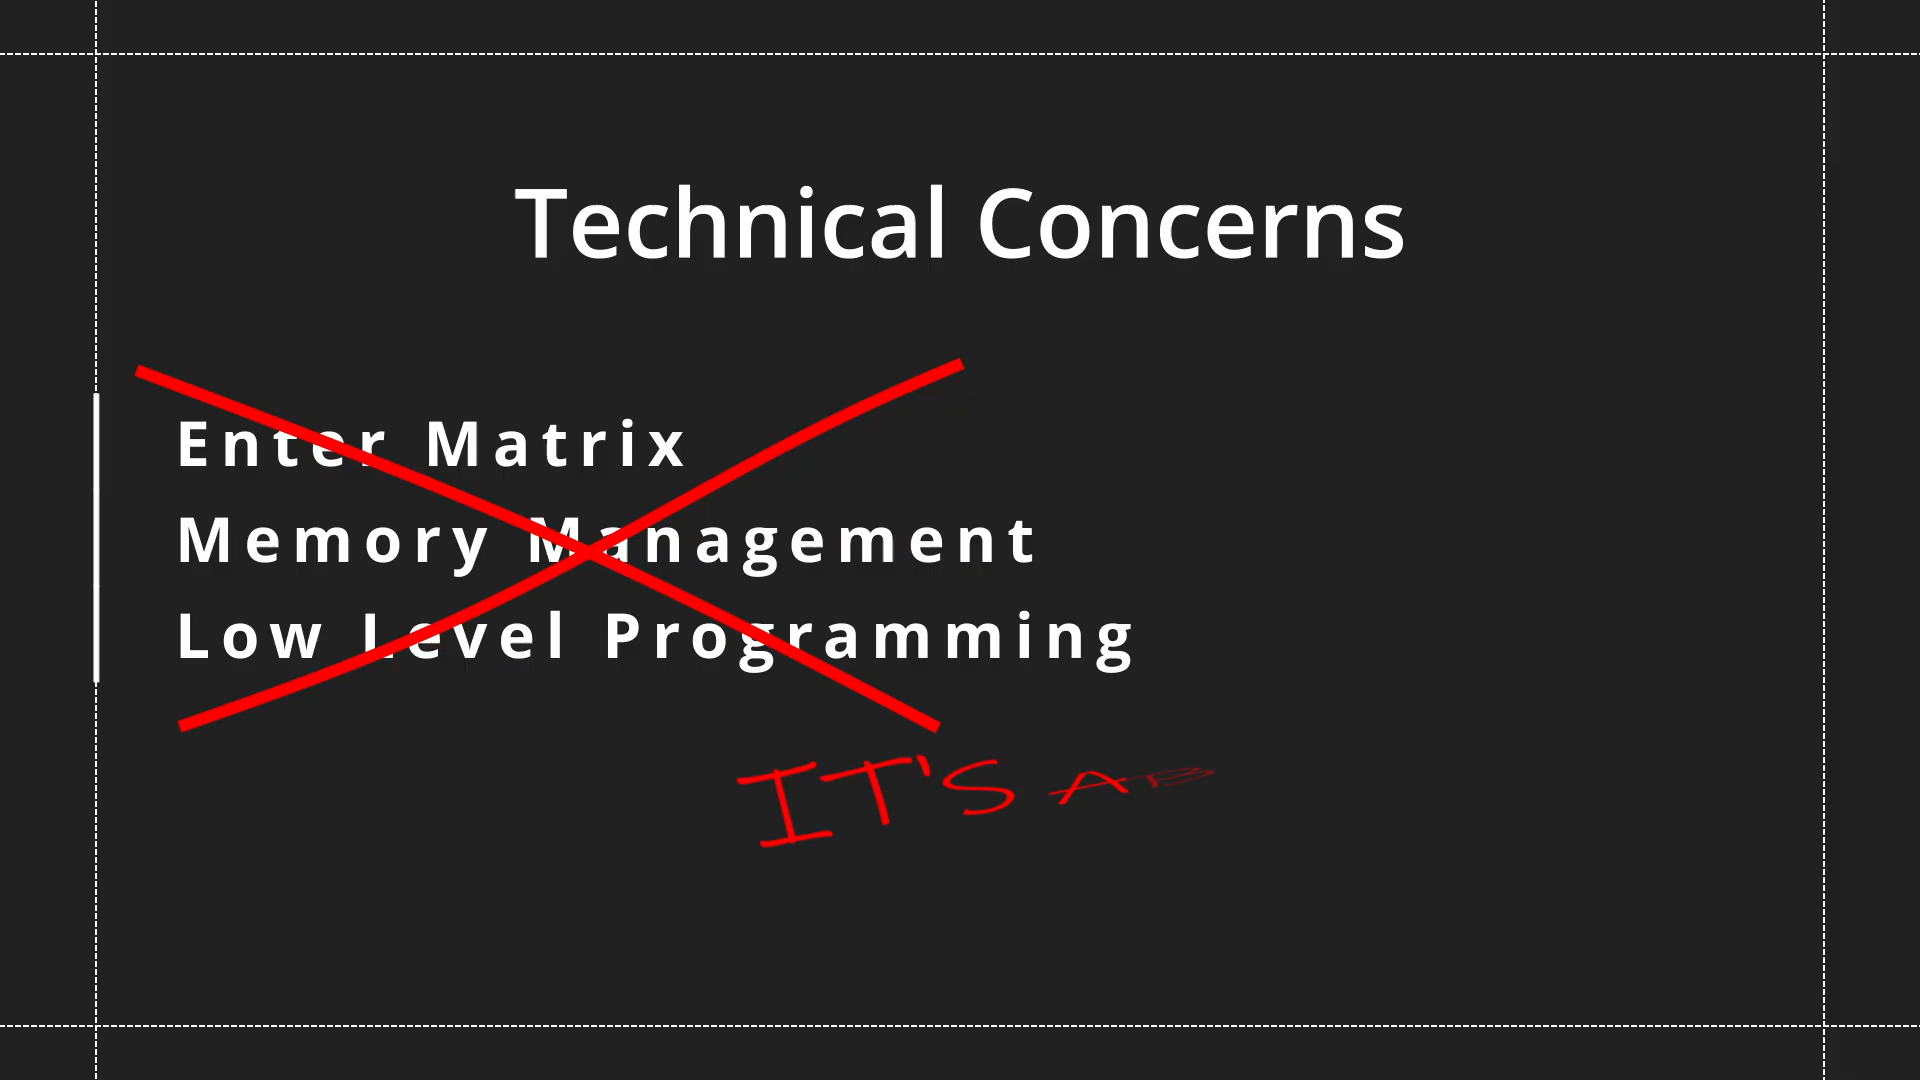 Technical Concerns
Enter Matrix
Memory Management
Low Level Programming
IT'S